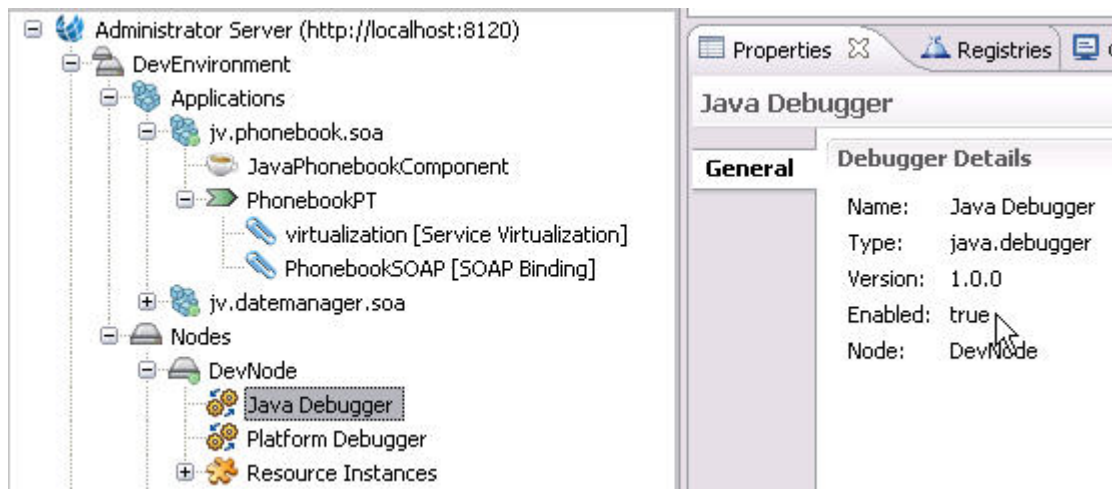 Administrator Server (http://localhost:8120)
DevEnvironment
Applications
jv.phonebook.soa
JavaPhonebookComponent
PhonebookPT
virtualization [Service Virtualization]
PhonebookSOAP [SOAP Binding]
jv.datemanager.soa
Nodes
DevNode
Java Debugger
Platform Debugger
Resource Instances
Properties
Registries
Java Debugger
General
Debugger Details
Name: Java Debugger
Type: java.debugger
Version: 1.0.0
Enabled: true
Node: DevNode